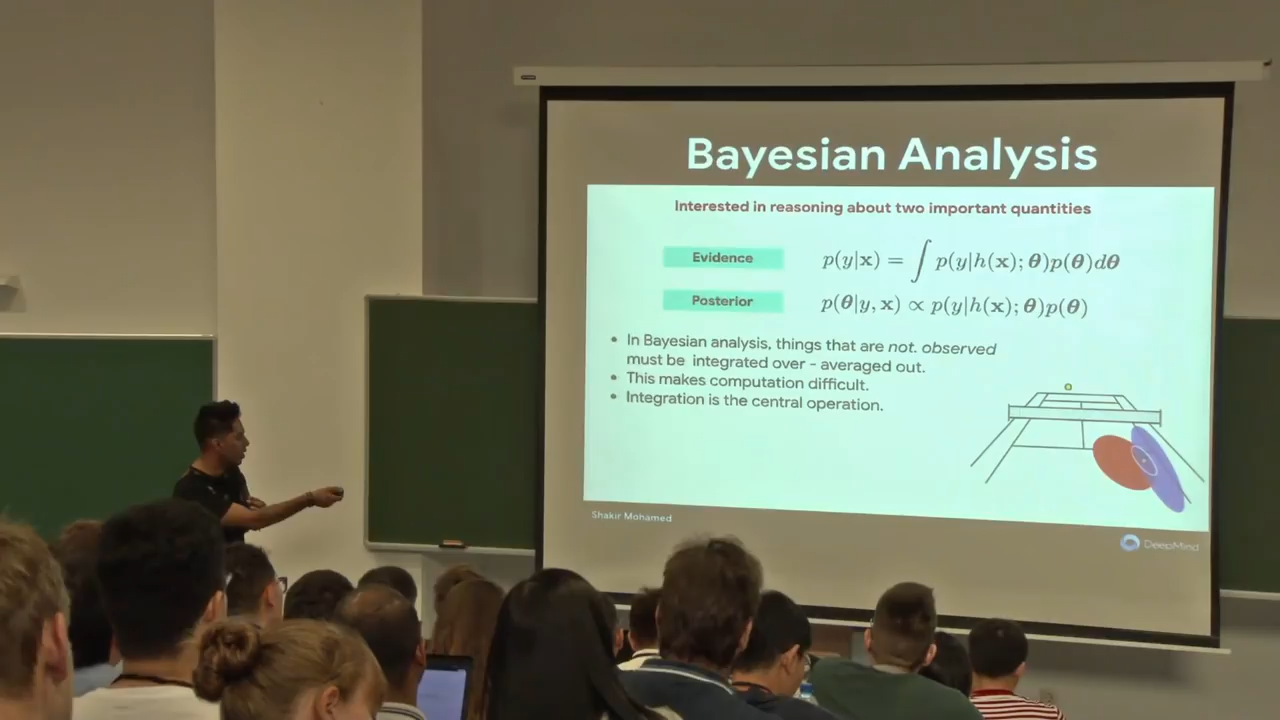 Bayesian Analysis
Interested in reasoning about two important quantities
Evidence p(y|x) = ∫ p(y|h(x); θ)p(θ)dθ
Posterior p(θ|y, x) ∝ p(y|h(x); θ)p(θ)
• In Bayesian analysis, things that are not. observed
must be integrated over - averaged out.
• This makes computation difficult.
• Integration is the central operation.
Shakir Mohamed
DeepMind